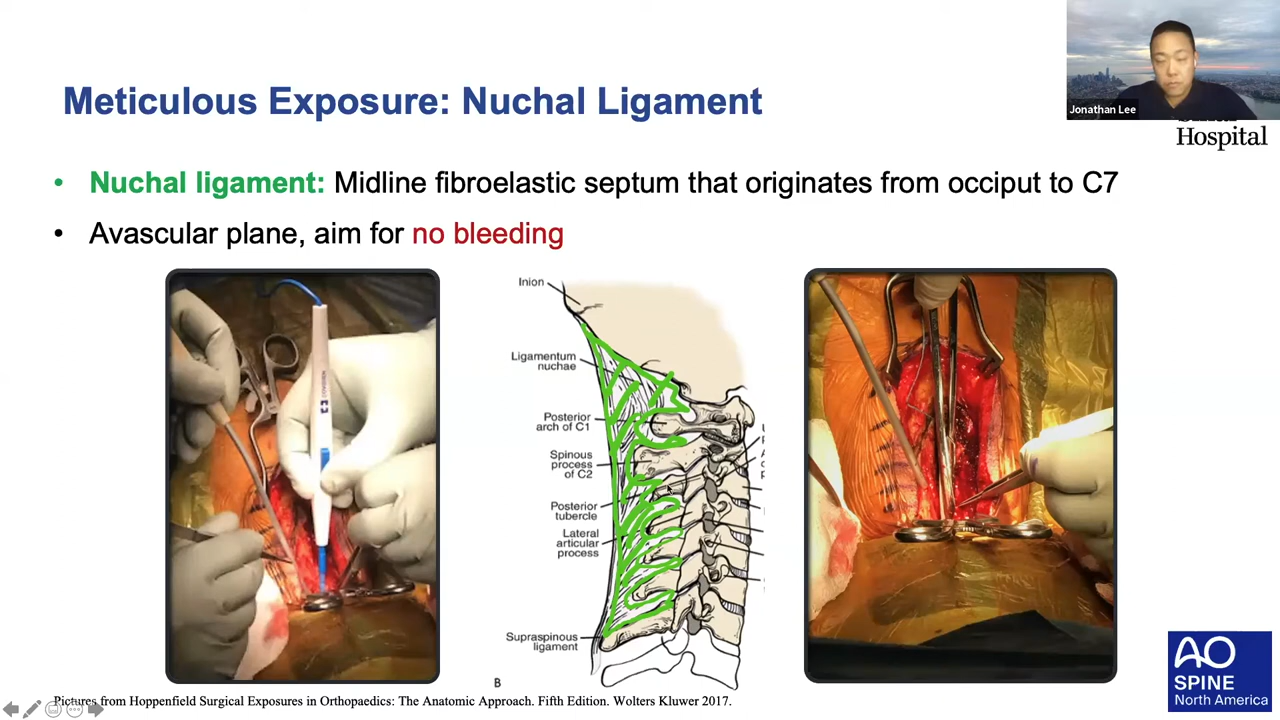 Meticulous Exposure: Nuchal Ligament
Jonathan Lee
Hospital
• Nuchal ligament: Midline fibroelastic septum that originates from occiput to C7
• Avascular plane, aim for no bleeding
Inion
Ligamentum
nuchae
Posterior
arch of C1
Spinous
process
of C2
Posterior
tubercle
Lateral
articular
process
Supraspinous
ligament
B
AO
SPINE
North America
Pictures from Hoppenfield Surgical Exposures in Orthopaedics: The Anatomic Approach. Fifth Edition. Wolters Kluwer 2017.